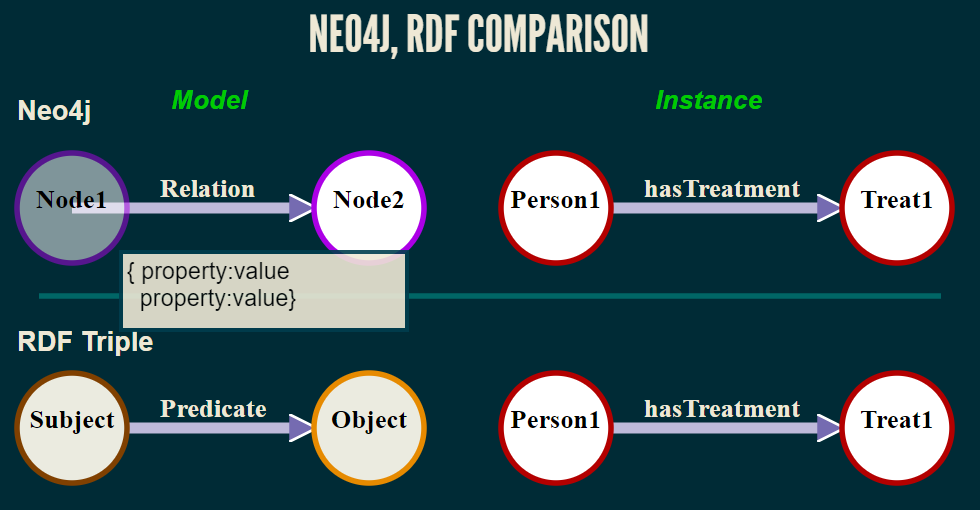 NEO4J, RDF COMPARISON
Neo4j
Model
Instance
Node1
Relation
Node2
Person1
hasTreatment
Treat1
{ property:value
property:value}
RDF Triple
Subject
Predicate
Object
Person1
hasTreatment
Treat1